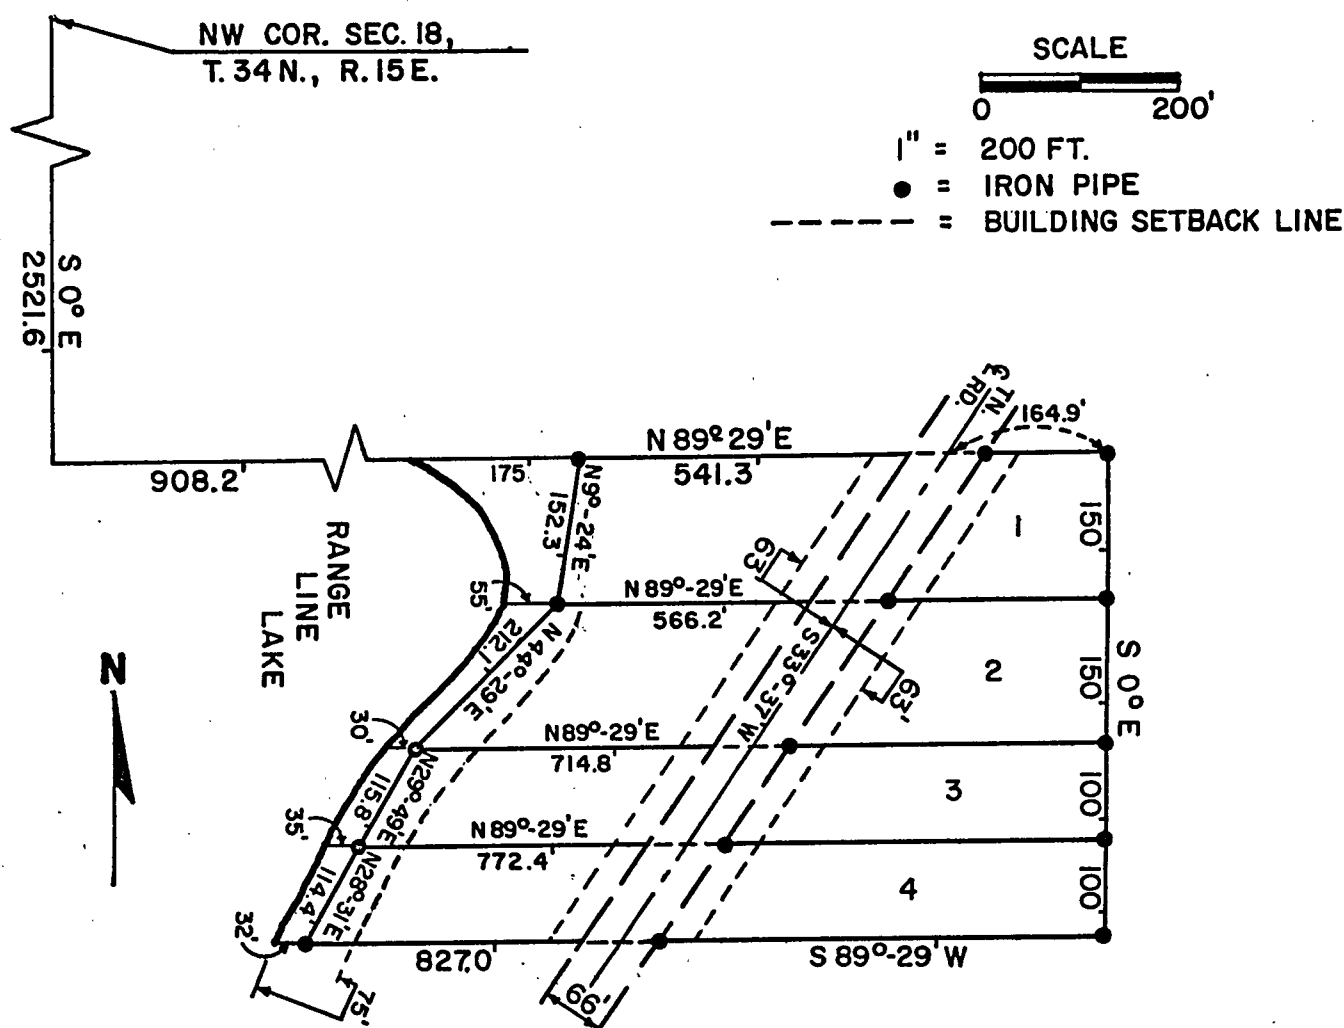 NW COR. SEC. 18,
T. 34 N., R. 15 E.
SCALE
0 200'
1" = 200 FT.
● = IRON PIPE
------ = BUILDING SETBACK LINE
S 0° E
2521.6'
℄ TN.
RD.
164.9'
N 89° 29' E
908.2'
175'
541.3'
N9°-24'E
152.3'
1
150'
63'
RANGE
LINE
LAKE
55'
N 89°-29'E
566.2'
212.1'
N 44°-29'E
S 33°-37'W
2
150'
S 0° E
63'
N
30'
N89°-29'E
714.8'
N29°-49'E
115.8'
3
100'
35'
N 89°-29'E
772.4'
N28°-31'E
114.4'
4
100'
32'
827.0'
S 89°-29' W
75'
66'